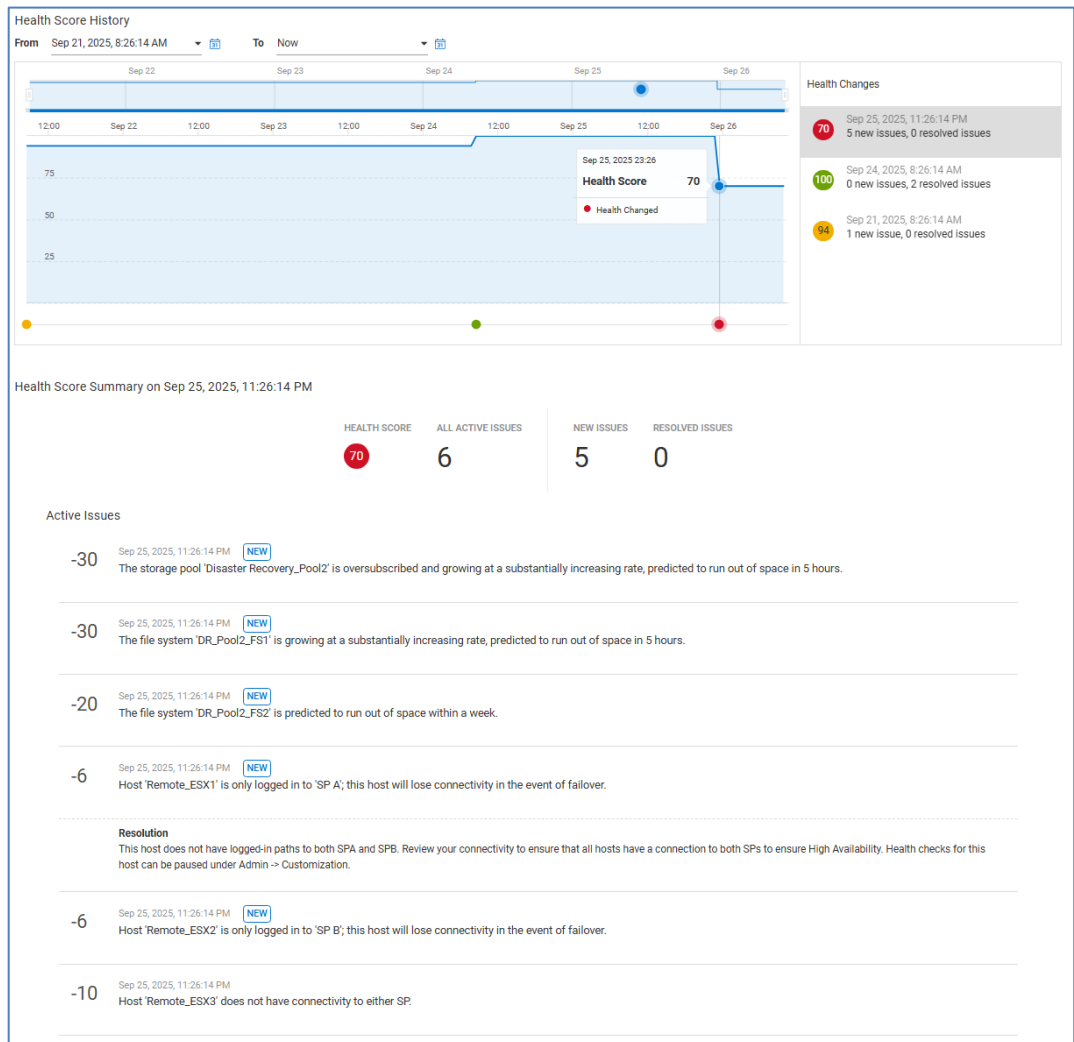 Health Score History
From Sep 21, 2025, 8:26:14 AM 31 To Now 31
Sep 22 Sep 23 Sep 24 Sep 25 Sep 26
12:00 Sep 22 12:00 Sep 23 12:00 Sep 24 12:00 Sep 25 12:00 Sep 26
75
50
25
Sep 25, 2025 23:26
Health Score 70
Health Changed
Health Changes
70
Sep 25, 2025, 11:26:14 PM
5 new issues, 0 resolved issues
100
Sep 24, 2025, 8:26:14 AM
0 new issues, 2 resolved issues
94
Sep 21, 2025, 8:26:14 AM
1 new issue, 0 resolved issues
Health Score Summary on Sep 25, 2025, 11:26:14 PM
HEALTH SCORE ALL ACTIVE ISSUES NEW ISSUES RESOLVED ISSUES
70 6 5 0
Active Issues
-30
Sep 25, 2025, 11:26:14 PM NEW
The storage pool 'Disaster Recovery_Pool2' is oversubscribed and growing at a substantially increasing rate, predicted to run out of space in 5 hours.
-30
Sep 25, 2025, 11:26:14 PM NEW
The file system 'DR_Pool2_FS1' is growing at a substantially increasing rate, predicted to run out of space in 5 hours.
-20
Sep 25, 2025, 11:26:14 PM NEW
The file system 'DR_Pool2_FS2' is predicted to run out of space within a week.
-6
Sep 25, 2025, 11:26:14 PM NEW
Host 'Remote_ESX1' is only logged in to 'SP A'; this host will lose connectivity in the event of failover.
Resolution
This host does not have logged-in paths to both SPA and SPB. Review your connectivity to ensure that all hosts have a connection to both SPs to ensure High Availability. Health checks for this
host can be paused under Admin -> Customization.
-6
Sep 25, 2025, 11:26:14 PM NEW
Host 'Remote_ESX2' is only logged in to 'SP B'; this host will lose connectivity in the event of failover.
-10
Sep 25, 2025, 11:26:14 PM
Host 'Remote_ESX3' does not have connectivity to either SP.